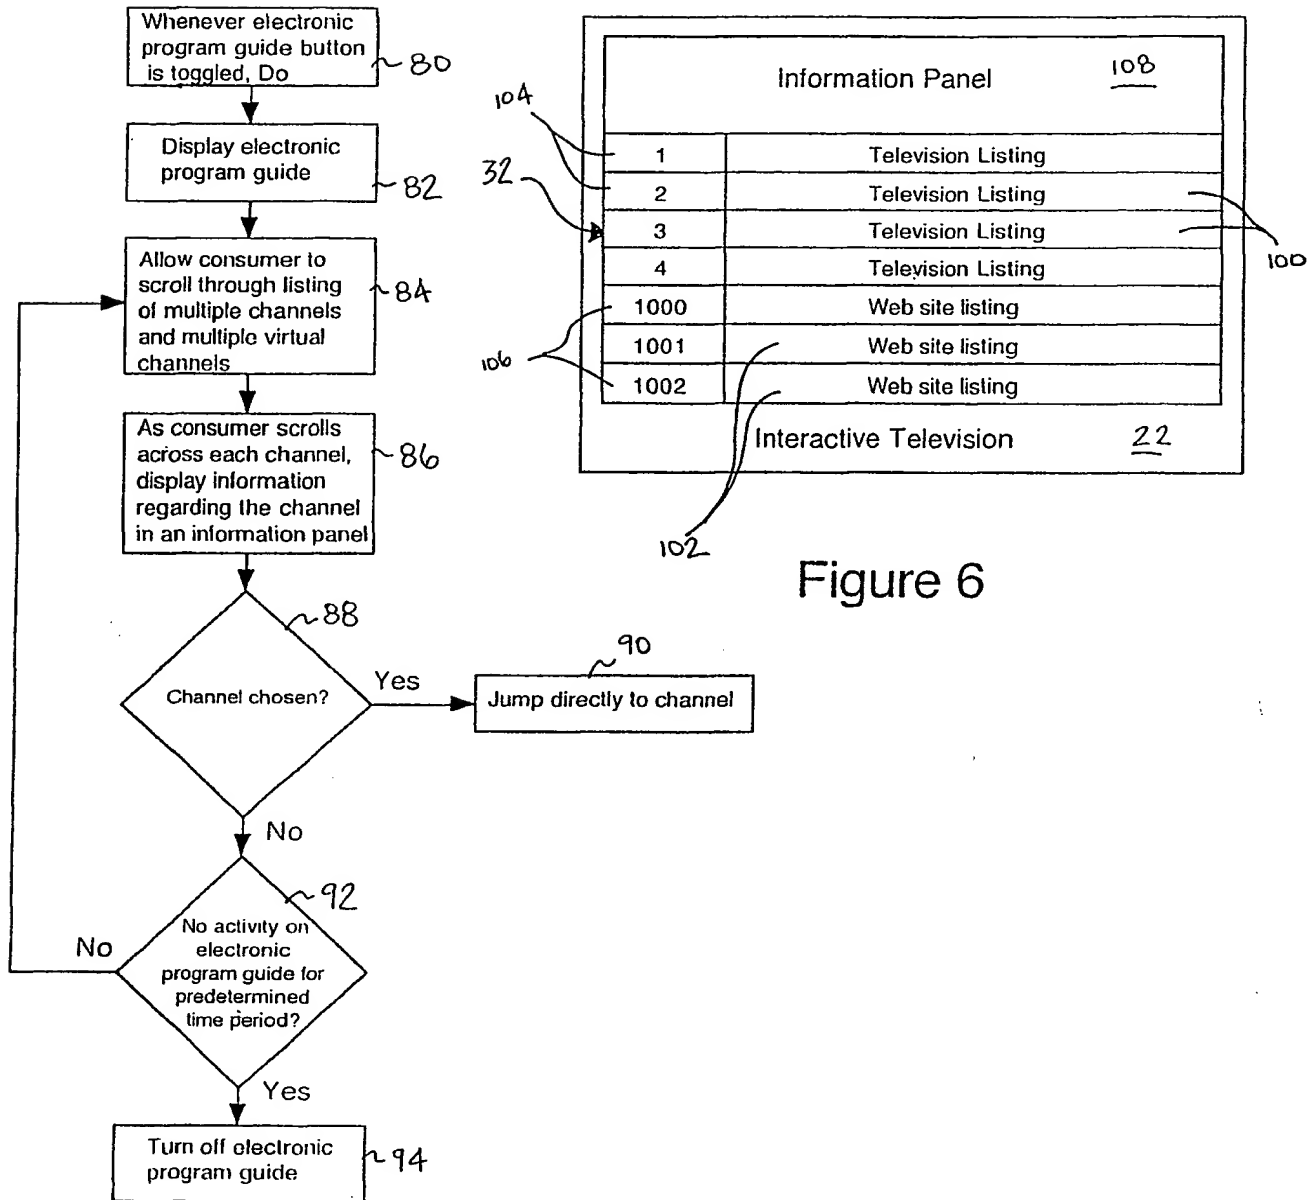 Whenever electronic
program guide button
is toggled, Do
80
Display electronic
program guide
82
Allow consumer to
scroll through listing
of multiple channels
and multiple virtual
channels
84
As consumer scrolls
across each channel,
display information
regarding the channel
in an information panel
86
88
Channel chosen?
Yes
90
Jump directly to channel
No
92
No activity on
electronic
program guide for
predetermined
time period?
No
Yes
Turn off electronic
program guide
94
Information Panel 108
104
32
1 Television Listing
2 Television Listing
3 Television Listing
4 Television Listing
100
1000 Web site listing
1001 Web site listing
1002 Web site listing
106
Interactive Television 22
102
Figure 6